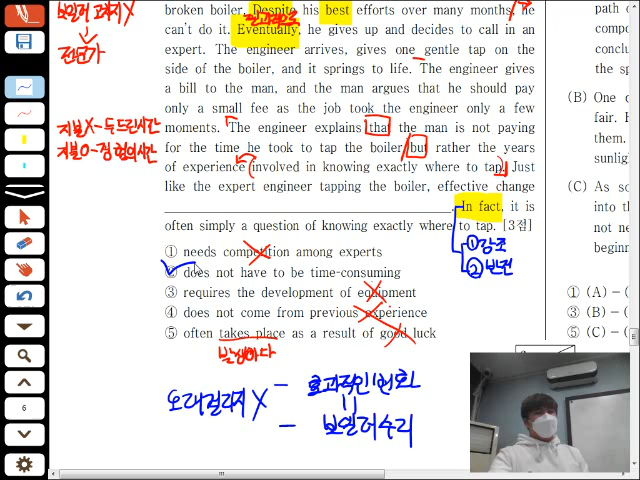 보일러 고치지 X
전문가
broken boiler. Despite his best efforts over many months, he
결과적으로
can't do it. Eventually, he gives up and decides to call in an
expert. The engineer arrives, gives one gentle tap on the
side of the boiler, and it springs to life. The engineer gives
a bill to the man, and the man argues that he should pay
only a small fee as the job took the engineer only a few
지불X - 두드린시간
moments. The engineer explains that the man is not paying
지불O - 경험의시간
for the time he took to tap the boiler but rather the years
of experience involved in knowing exactly where to tap. Just
like the expert engineer tapping the boiler, effective change
. In fact, it is
often simply a question of knowing exactly where to tap. [3점]
① 강조
② 반전
① needs competition among experts
② does not have to be time-consuming
③ requires the development of equipment
④ does not come from previous experience
⑤ often takes place as a result of good luck
발생하다
오래걸리지 X
- 효과적인 변화
=
- 보일러수리
path o
compo
conclu
the sp
(B) One o
fair. B
them.
sunlig
(C) As so
into th
not ne
beginn
① (A)－(
③ (B)－(
⑤ (C)－(
6